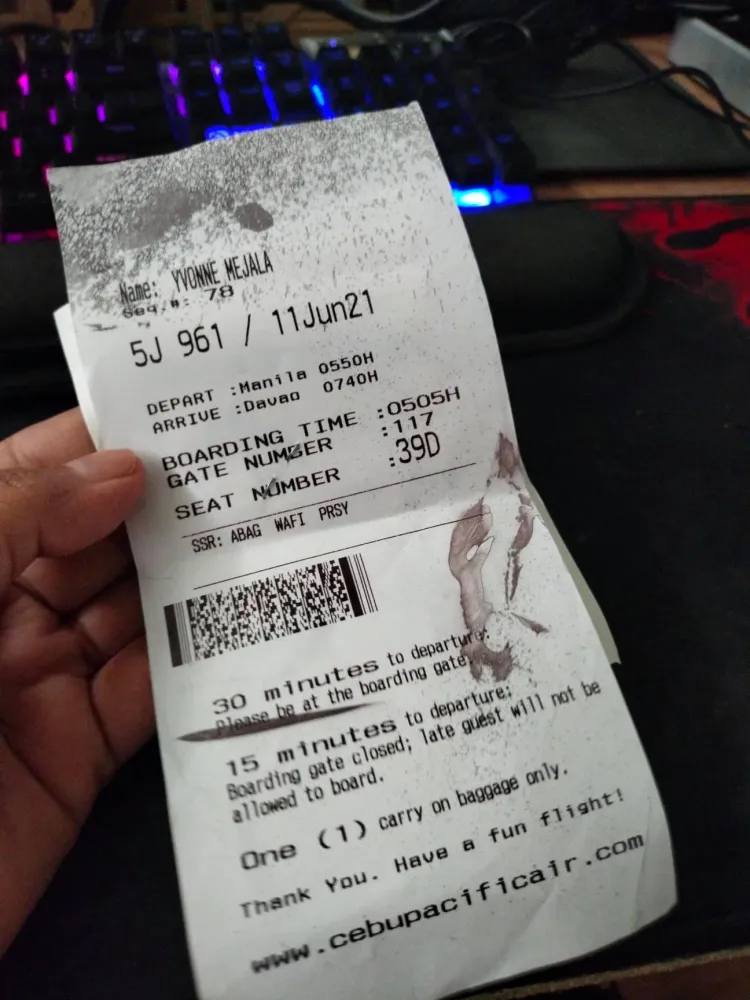 Name: YVONNE MEJALA
Seq.#: 78
5J 961 / 11Jun21
DEPART :Manila 0550H
ARRIVE :Davao 0740H
BOARDING TIME :0505H
GATE NUMBER :117
SEAT NUMBER :39D
SSR: ABAG WAFI PRSY
30 minutes to departure:
Please be at the boarding gate
15 minutes to departure:
Boarding gate closed; late guest will not be
allowed to board.
One (1) carry on baggage only.
Thank You. Have a fun flight!
www.cebupacificair.com